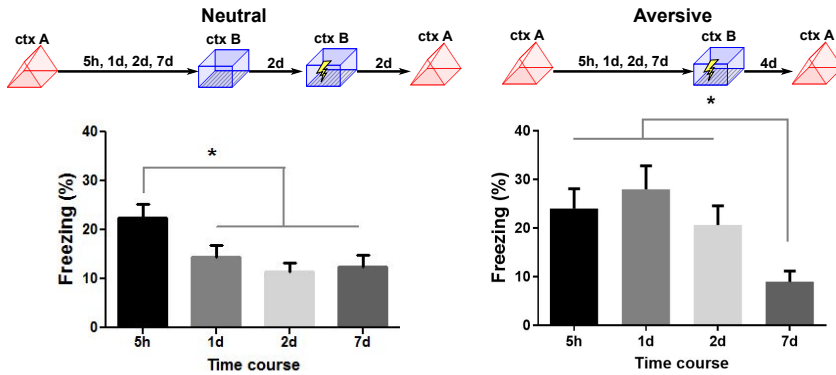 Neutral
ctx A
5h, 1d, 2d, 7d
ctx B
2d
2d
ctx A
Freezing (%)
40
30
20
10
0
*
5h
1d
2d
7d
Time course
Aversive
ctx A
5h, 1d, 2d, 7d
ctx B
4d
ctx A
Freezing (%)
40
30
20
10
0
*
5h
1d
2d
7d
Time course